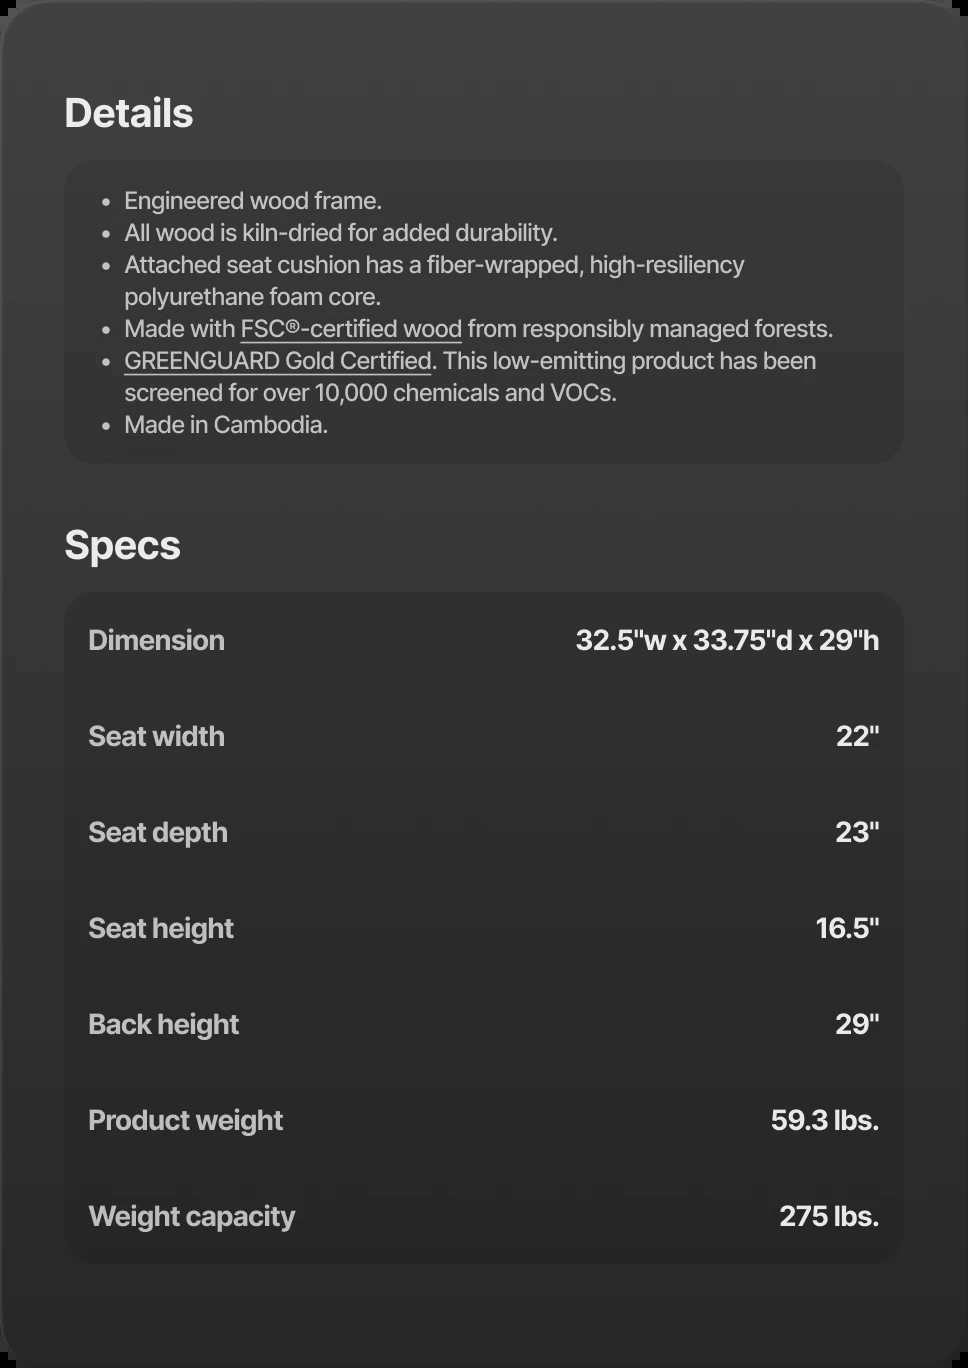 Details
• Engineered wood frame.
• All wood is kiln-dried for added durability.
• Attached seat cushion has a fiber-wrapped, high-resiliency
polyurethane foam core.
• Made with FSC®-certified wood from responsibly managed forests.
• GREENGUARD Gold Certified. This low-emitting product has been
screened for over 10,000 chemicals and VOCs.
• Made in Cambodia.
Specs
Dimension 32.5"w x 33.75"d x 29"h
Seat width 22"
Seat depth 23"
Seat height 16.5"
Back height 29"
Product weight 59.3 lbs.
Weight capacity 275 lbs.